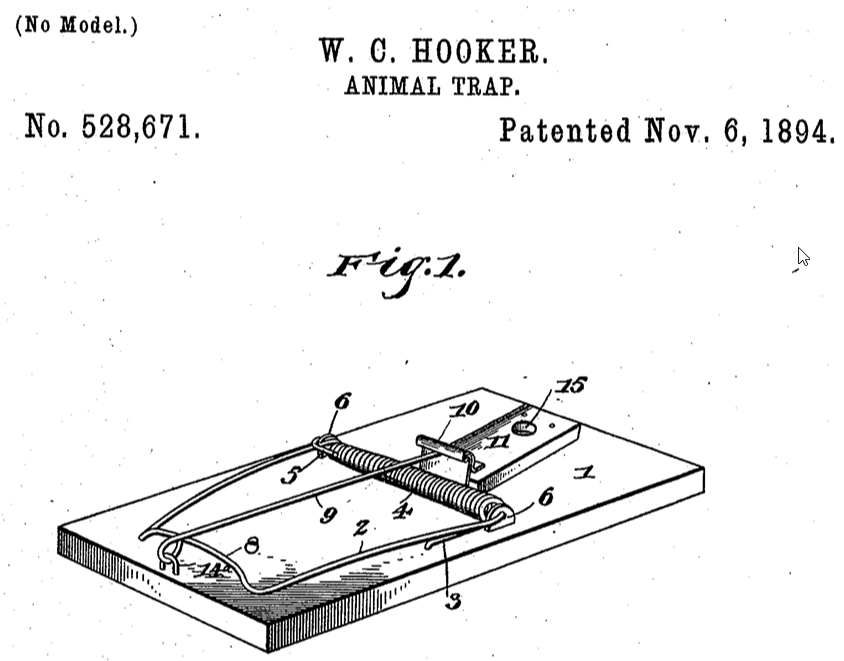 (No Model.)
W. C. HOOKER.
ANIMAL TRAP.
No. 528,671.
Patented Nov. 6, 1894.
Fig. 1.
6
10
15
11
5
1
6
9
4
2
8
14a
3